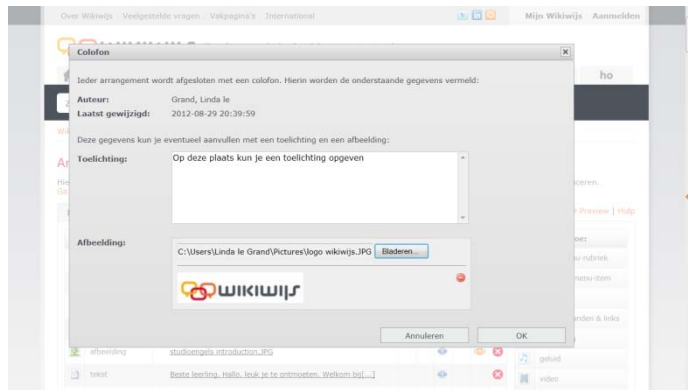 Over Wikiwijs Veelgestelde vragen Vakpagina's International Mijn Wikiwijs Aanmelden
Colofon
ho
Ieder arrangement wordt afgesloten met een colofon. Hierin worden de onderstaande gegevens vermeld:
Auteur: Grand, Linda le
Laatst gewijzigd: 2012-08-29 20:39:59
Deze gegevens kun je eventueel aanvullen met een toelichting en een afbeelding:
Toelichting: Op deze plaats kun je een toelichting opgeven
Preview | Hulp
Afbeelding:
C:\Users\Linda le Grand\Pictures\logo wikiwijs.JPG Bladeren...
wikiwijs
Annuleren OK
afbeelding studioengels introduction.JPG geluid
tekst Beste leerling, Hallo, leuk je te ontmoeten. Welkom bij[...] video